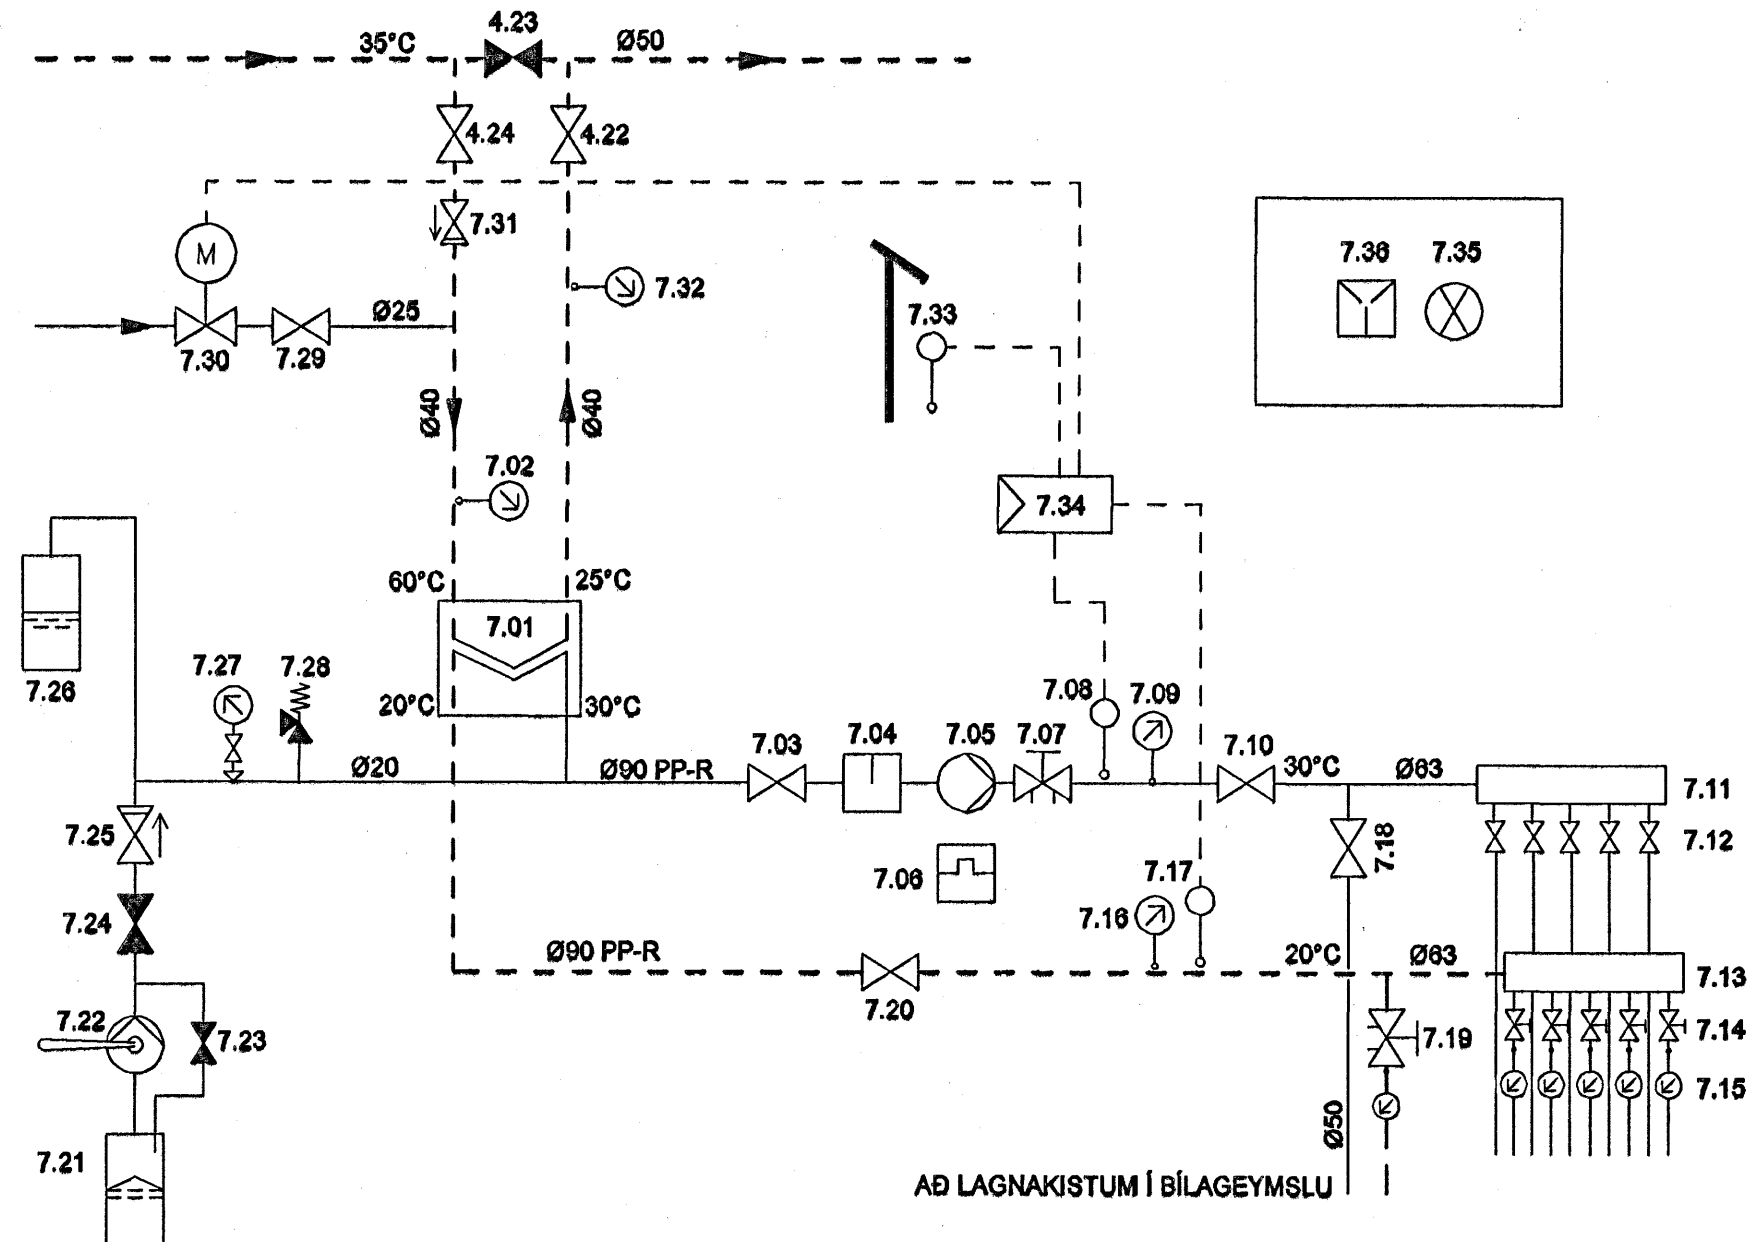 4.23
35°C
Ø50
4.24
4.22
7.31
M
7.32
7.36
7.35
7.33
Ø25
7.30
7.29
Ø40
Ø40
7.02
7.34
60°C
25°C
7.01
7.27
7.28
7.26
20°C
30°C
7.08
7.09
7.03
7.04
7.05
7.07
7.10
Ø20
Ø90 PP-R
30°C
Ø63
7.11
7.25
7.12
7.18
7.06
7.17
7.24
7.16
Ø90 PP-R
20°C
Ø63
7.13
7.20
7.22
7.23
7.19
7.14
7.15
Ø50
7.21
AÐ LAGNAKISTUM Í BÍLAGEYMSLU